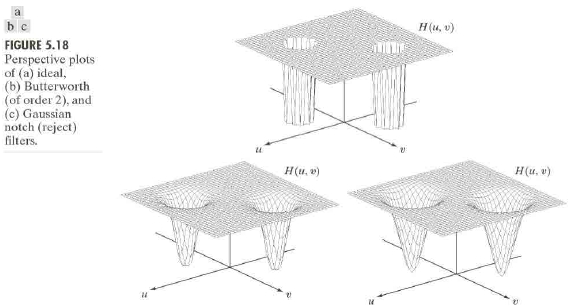 a
b c
FIGURE 5.18
Perspective plots
of (a) ideal,
(b) Butterworth
(of order 2), and
(c) Gaussian
notch (reject)
filters.
H(u, v)
u
v
H(u, v)
u
v
H(u, v)
u
v